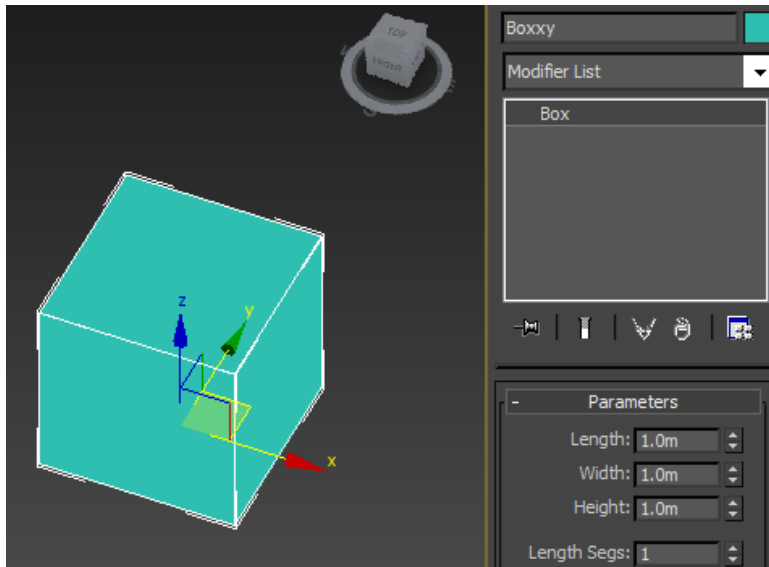 Boxxy
Modifier List
Box
TOP
FRONT
z
y
x
- Parameters
Length: 1.0m
Width: 1.0m
Height: 1.0m
Length Segs: 1